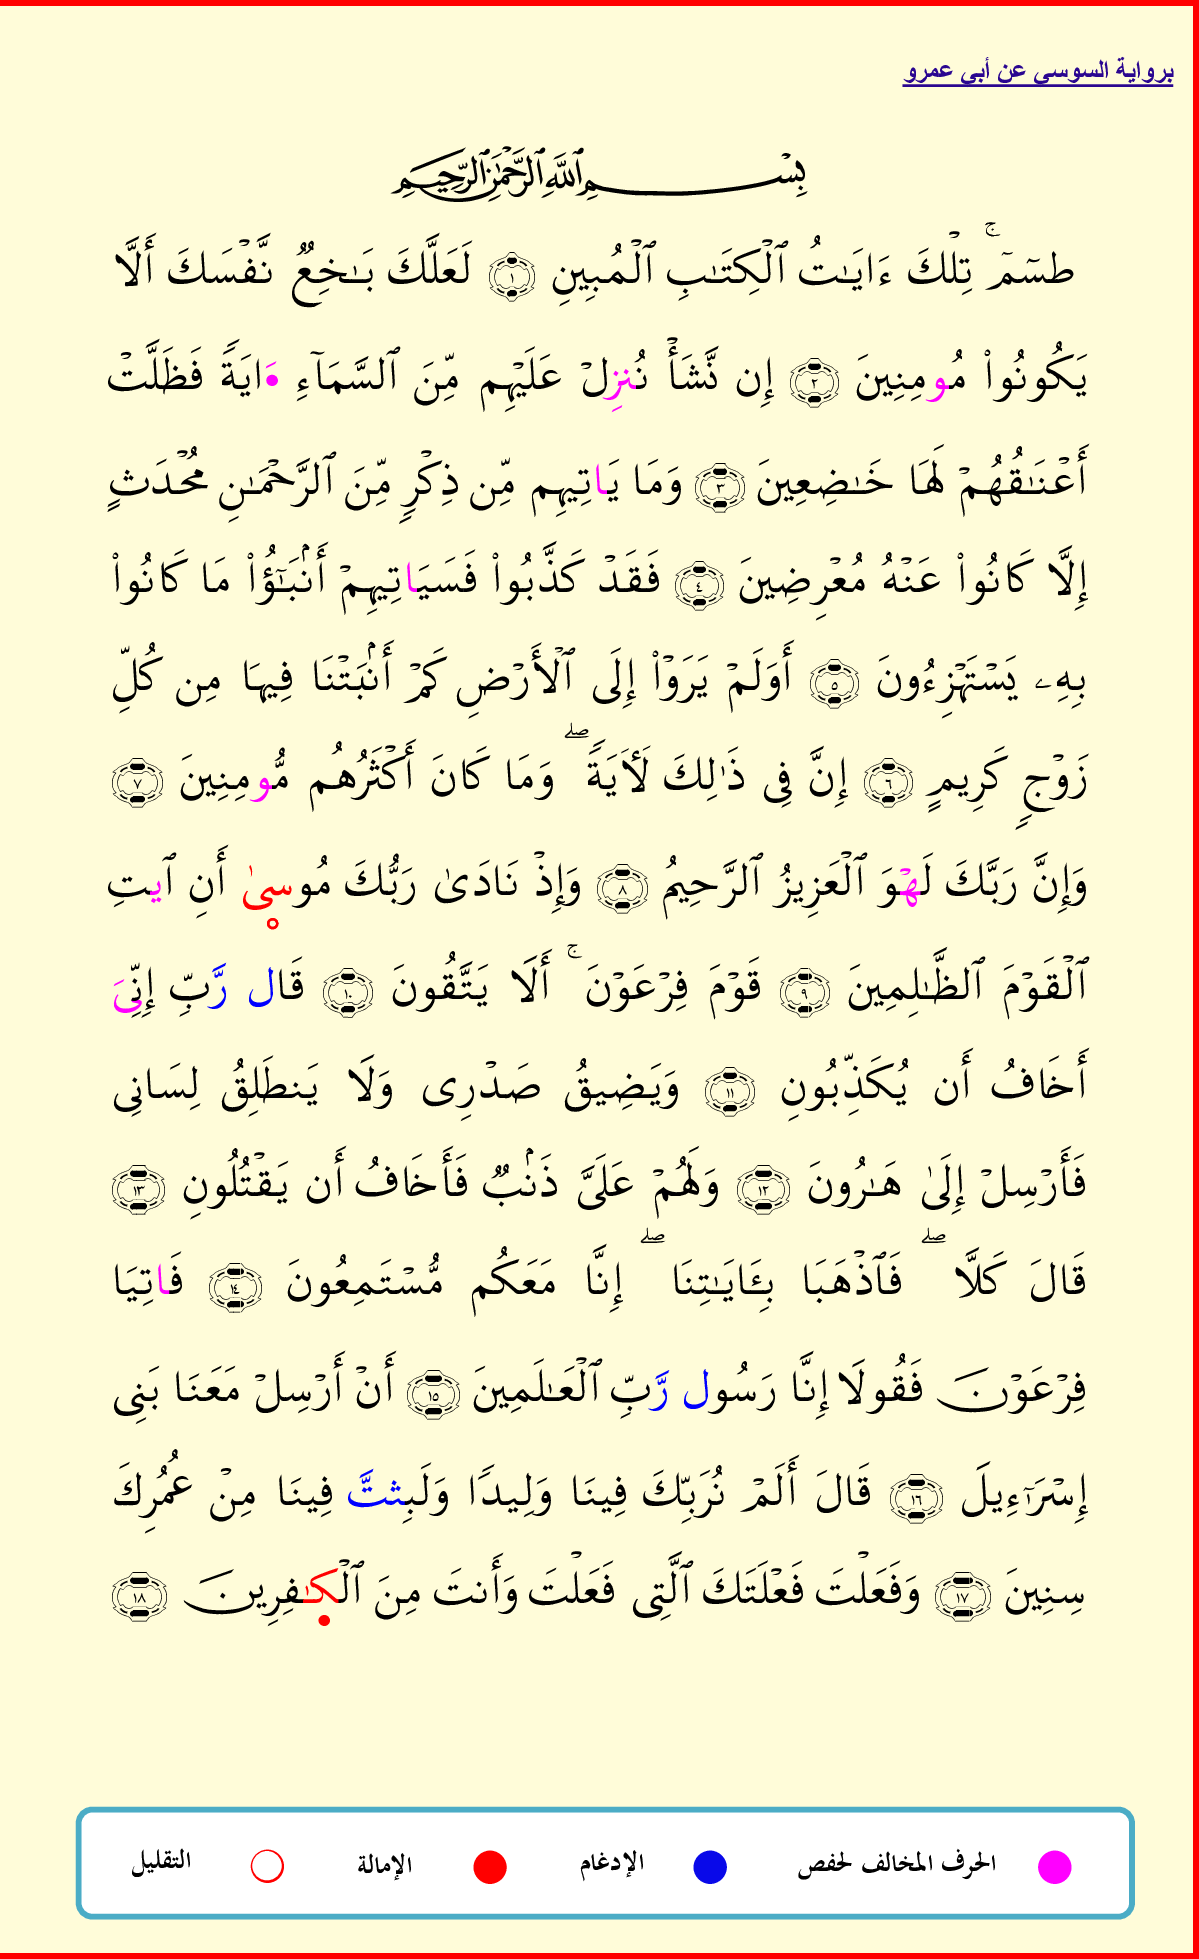 برواية السوسي عن أبي عمرو
بِسْمِ ٱللَّهِ ٱلرَّحْمَٰنِ ٱلرَّحِيمِ
طسٓمٓ ۚ تِلْكَ ءَايَـٰتُ ٱلْكِتَـٰبِ ٱلْمُبِينِ ١ لَعَلَّكَ بَـٰخِعٌ نَّفْسَكَ أَلَّا
يَكُونُواْ مُومِنِينَ ٢ إِن نَّشَأْ نُنزِلْ عَلَيْهِم مِّنَ ٱلسَّمَآءِ •َايَةً فَظَلَّتْ
أَعْنَـٰقُهُمْ لَهَا خَـٰضِعِينَ ٣ وَمَا يَاتِيهِم مِّن ذِكْرٍ مِّنَ ٱلرَّحْمَـٰنِ مُحْدَثٍ
إِلَّا كَانُواْ عَنْهُ مُعْرِضِينَ ٤ فَقَدْ كَذَّبُواْ فَسَيَاتِيهِمْ أَنۢبَـٰٓؤُاْ مَا كَانُواْ
بِهِۦ يَسْتَهْزِءُونَ ٥ أَوَلَمْ يَرَوْاْ إِلَى ٱلْأَرْضِ كَمْ أَنۢبَتْنَا فِيهَا مِن كُلِّ
زَوْجٍ كَرِيمٍ ٦ إِنَّ فِى ذَٰلِكَ لَأَيَةً ۖ وَمَا كَانَ أَكْثَرُهُم مُّومِنِينَ ٧
وَإِنَّ رَبَّكَ لَهْوَ ٱلْعَزِيزُ ٱلرَّحِيمُ ٨ وَإِذْ نَادَىٰ رَبُّكَ مُوسىٰ أَنِ ٱيتِ
ٱلْقَوْمَ ٱلظَّـٰلِمِينَ ٩ قَوْمَ فِرْعَوْنَ ۚ أَلَا يَتَّقُونَ ١٠ قَال رَّبِّ إِنِّىَ
أَخَافُ أَن يُكَذِّبُونِ ١١ وَيَضِيقُ صَدْرِى وَلَا يَنطَلِقُ لِسَانِى
فَأَرْسِلْ إِلَىٰ هَـٰرُونَ ١٢ وَلَهُمْ عَلَىَّ ذَنۢبٌ فَأَخَافُ أَن يَقْتُلُونِ ١٣
قَالَ كَلَّا ۖ فَٱذْهَبَا بِـَٔايَـٰتِنَا ۖ إِنَّا مَعَكُم مُّسْتَمِعُونَ ١٤ فَاتِيَا
فِرْعَوْنَ فَقُولَا إِنَّا رَسُول رَّبِّ ٱلْعَـٰلَمِينَ ١٥ أَنْ أَرْسِلْ مَعَنَا بَنِى
إِسْرَٰٓءِيلَ ١٦ قَالَ أَلَمْ نُرَبِّكَ فِينَا وَلِيدًا وَلَبِثتَّ فِينَا مِنْ عُمُرِكَ
سِنِينَ ١٧ وَفَعَلْتَ فَعْلَتَكَ ٱلَّتِى فَعَلْتَ وَأَنتَ مِنَ ٱلْكـٰفِرِينَ ١٨
الحرف المخالف لحفص الإدغام الإمالة التقليل